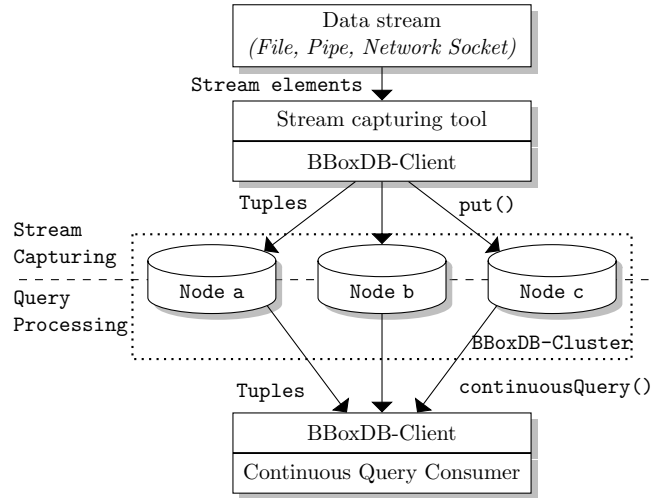 Data stream
(File, Pipe, Network Socket)
Stream elements
Stream capturing tool
BBoxDB-Client
Tuples
put()
Stream
Capturing
Node a
Node b
Node c
Query
Processing
BBoxDB-Cluster
Tuples
continuousQuery()
BBoxDB-Client
Continuous Query Consumer